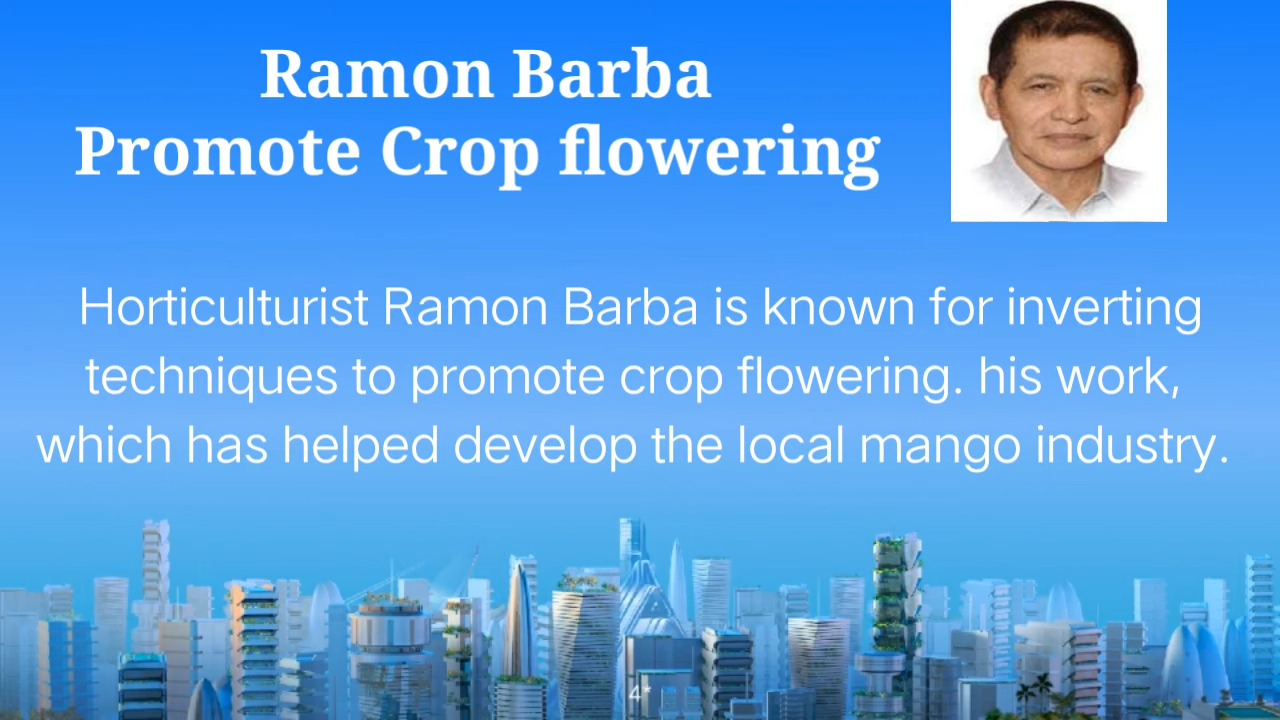 Ramon Barba
Promote Crop flowering
Horticulturist Ramon Barba is known for inverting
techniques to promote crop flowering. his work,
which has helped develop the local mango industry.
4*